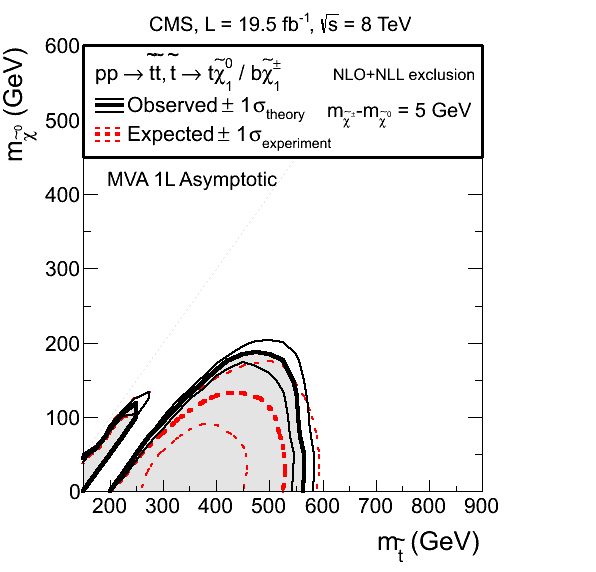 CMS, L = 19.5 fb⁻¹, √s = 8 TeV
pp → t̃t̃, t̃ → tχ̃⁰₁ / bχ̃±₁
NLO+NLL exclusion
Observed ± 1σtheory
mχ̃±-mχ̃⁰ = 5 GeV
Expected ± 1σexperiment
MVA 1L Asymptotic
mχ̃⁰ (GeV)
600
500
400
300
200
100
0
200 300 400 500 600 700 800 900
mt̃ (GeV)